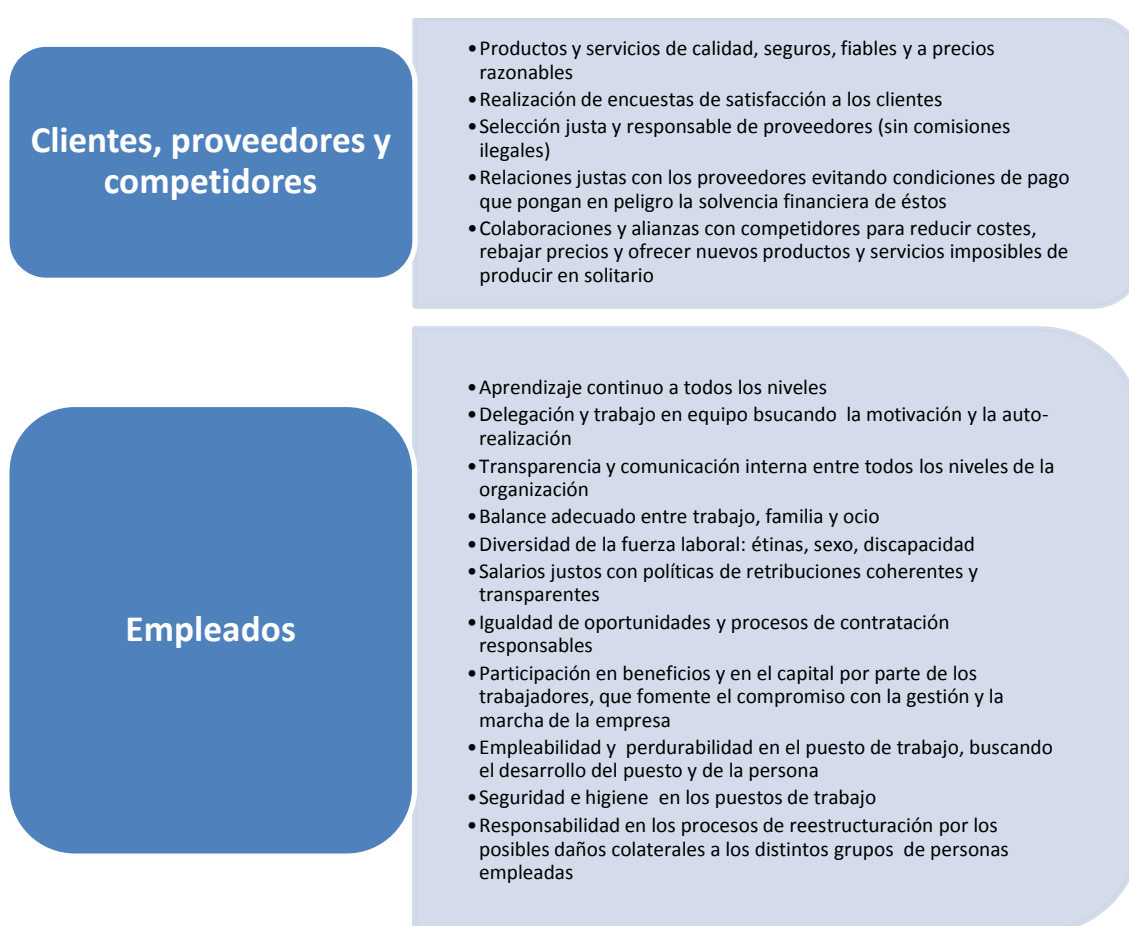 Clientes, proveedores y
competidores
•Productos y servicios de calidad, seguros, fiables y a precios
razonables
•Realización de encuestas de satisfacción a los clientes
•Selección justa y responsable de proveedores (sin comisiones
ilegales)
•Relaciones justas con los proveedores evitando condiciones de pago
que pongan en peligro la solvencia financiera de éstos
•Colaboraciones y alianzas con competidores para reducir costes,
rebajar precios y ofrecer nuevos productos y servicios imposibles de
producir en solitario
Empleados
•Aprendizaje continuo a todos los niveles
•Delegación y trabajo en equipo bsucando la motivación y la auto-
realización
•Transparencia y comunicación interna entre todos los niveles de la
organización
•Balance adecuado entre trabajo, familia y ocio
•Diversidad de la fuerza laboral: étinas, sexo, discapacidad
•Salarios justos con políticas de retribuciones coherentes y
transparentes
•Igualdad de oportunidades y procesos de contratación
responsables
•Participación en beneficios y en el capital por parte de los
trabajadores, que fomente el compromiso con la gestión y la
marcha de la empresa
•Empleabilidad y perdurabilidad en el puesto de trabajo, buscando
el desarrollo del puesto y de la persona
•Seguridad e higiene en los puestos de trabajo
•Responsabilidad en los procesos de reestructuración por los
posibles daños colaterales a los distintos grupos de personas
empleadas